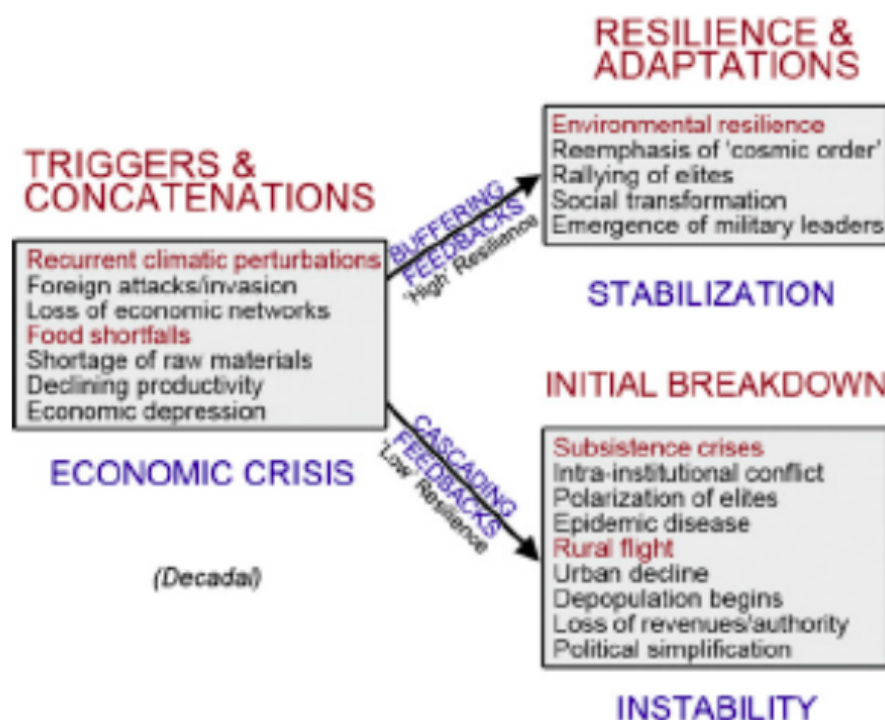 TRIGGERS &
CONCATENATIONS
Recurrent climatic perturbations
Foreign attacks/invasion
Loss of economic networks
Food shortfalls
Shortage of raw materials
Declining productivity
Economic depression
ECONOMIC CRISIS
(Decadal)
BUFFERING
FEEDBACKS
'High' Resilience
CASCADING
FEEDBACKS
'Low' Resilience
RESILIENCE &
ADAPTATIONS
Environmental resilience
Reemphasis of 'cosmic order'
Rallying of elites
Social transformation
Emergence of military leaders
STABILIZATION
INITIAL BREAKDOWN
Subsistence crises
Intra-institutional conflict
Polarization of elites
Epidemic disease
Rural flight
Urban decline
Depopulation begins
Loss of revenues/authority
Political simplification
INSTABILITY